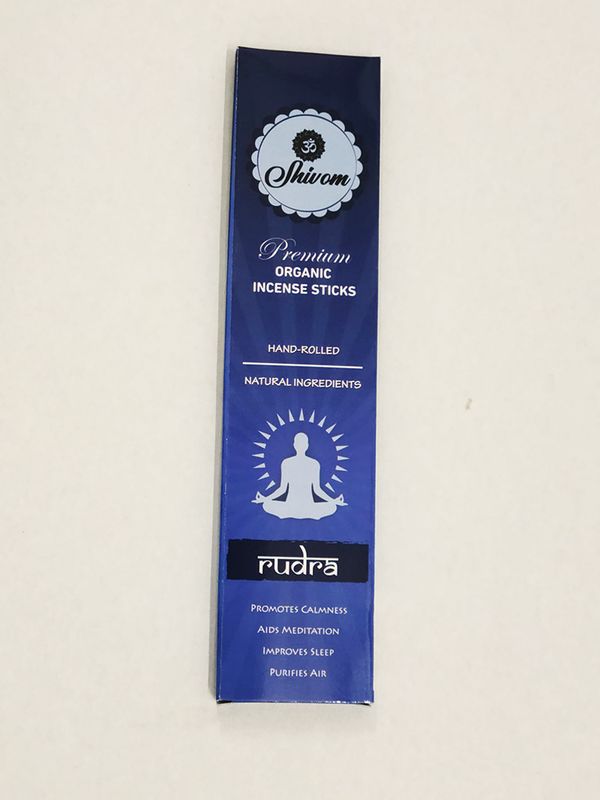 ॐ
Shivom
Premium
ORGANIC
INCENSE STICKS
HAND-ROLLED
NATURAL INGREDIENTS
rudra
PROMOTES CALMNESS
AIDS MEDITATION
IMPROVES SLEEP
PURIFIES AIR